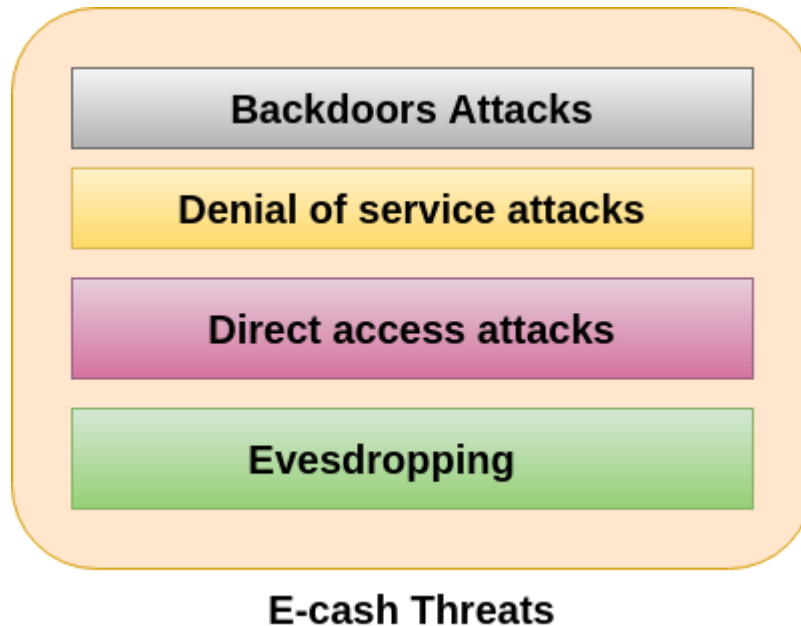 Backdoors Attacks
Denial of service attacks
Direct access attacks
Evesdropping
E-cash Threats